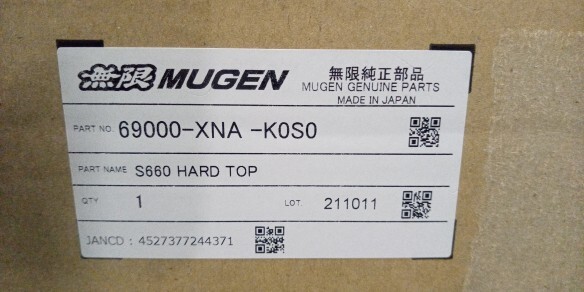 無限 MUGEN
無限純正部品
MUGEN GENUINE PARTS
MADE IN JAPAN
PART NO. 69000-XNA -K0S0
PART NAME S660 HARD TOP
QTY 1 LOT. 211011
JANCD : 4527377244371